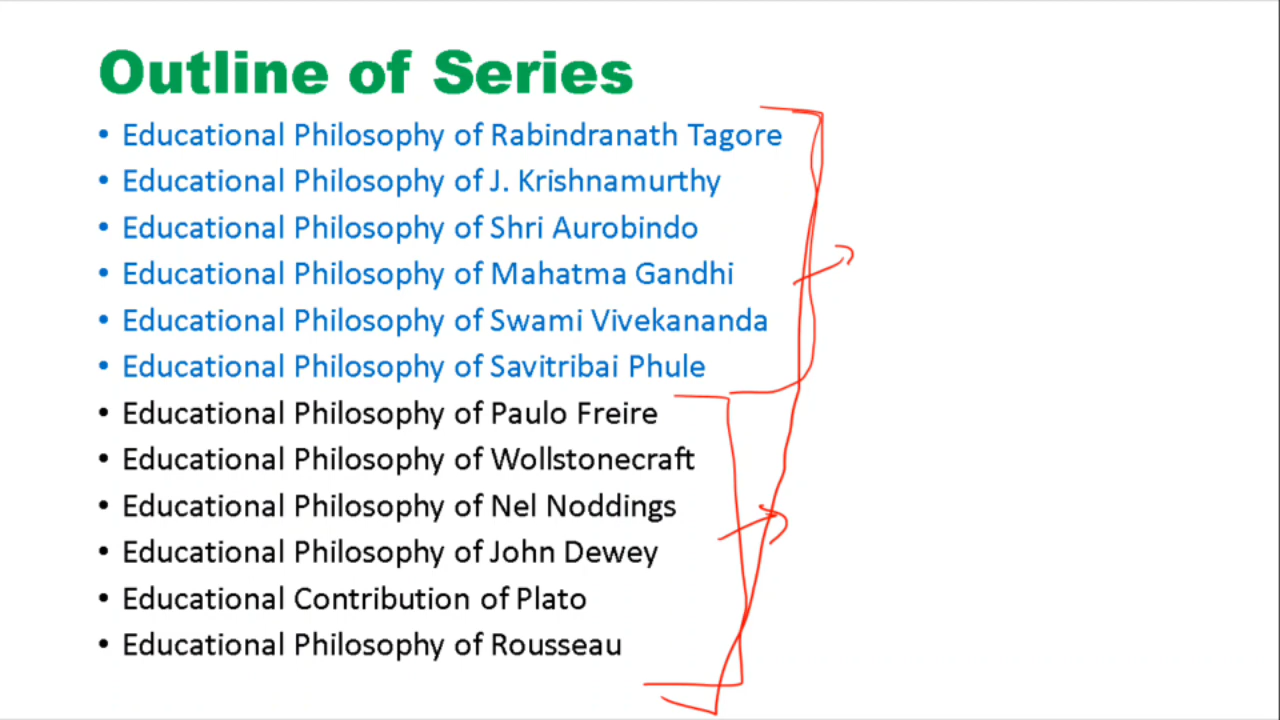 Outline of Series
• Educational Philosophy of Rabindranath Tagore
• Educational Philosophy of J. Krishnamurthy
• Educational Philosophy of Shri Aurobindo
• Educational Philosophy of Mahatma Gandhi
• Educational Philosophy of Swami Vivekananda
• Educational Philosophy of Savitribai Phule
• Educational Philosophy of Paulo Freire
• Educational Philosophy of Wollstonecraft
• Educational Philosophy of Nel Noddings
• Educational Philosophy of John Dewey
• Educational Contribution of Plato
• Educational Philosophy of Rousseau